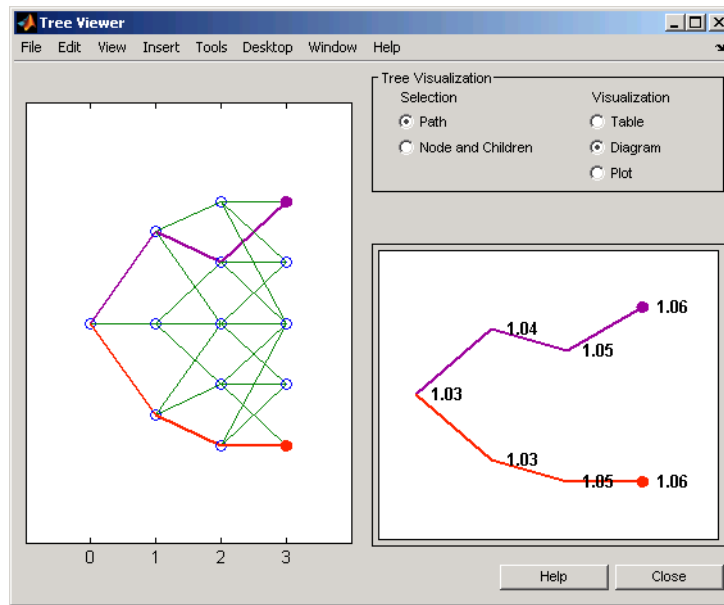 Tree Viewer
File Edit View Insert Tools Desktop Window Help
Tree Visualization
Selection Visualization
Path Table
Node and Children Diagram
Plot
1.04 1.06
1.05
1.03
1.03
1.05 1.06
0 1 2 3
Help Close